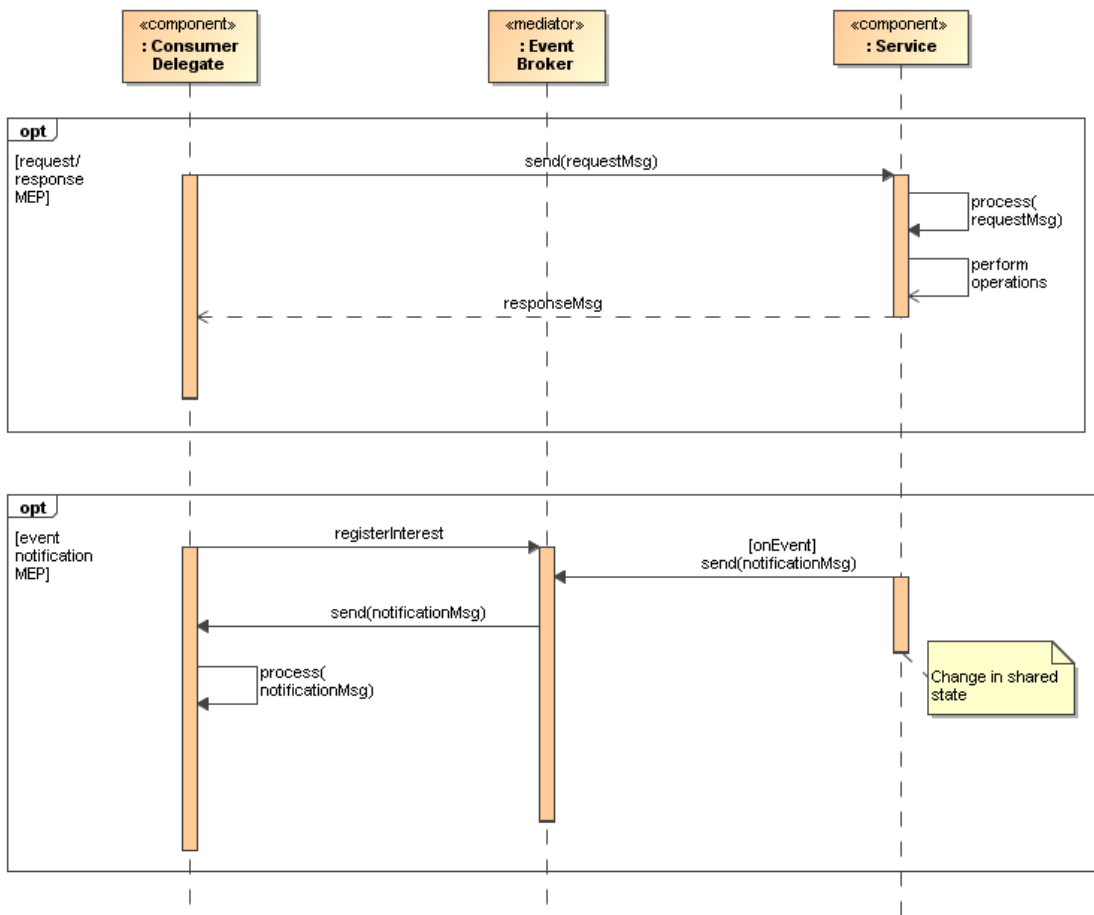 «component»
: Consumer
Delegate
«mediator»
: Event
Broker
«component»
: Service
opt
[request/
response
MEP]
send(requestMsg)
process(
requestMsg)
perform
operations
responseMsg
opt
[event
notification
MEP]
registerInterest
[onEvent]
send(notificationMsg)
send(notificationMsg)
process(
notificationMsg)
Change in shared
state